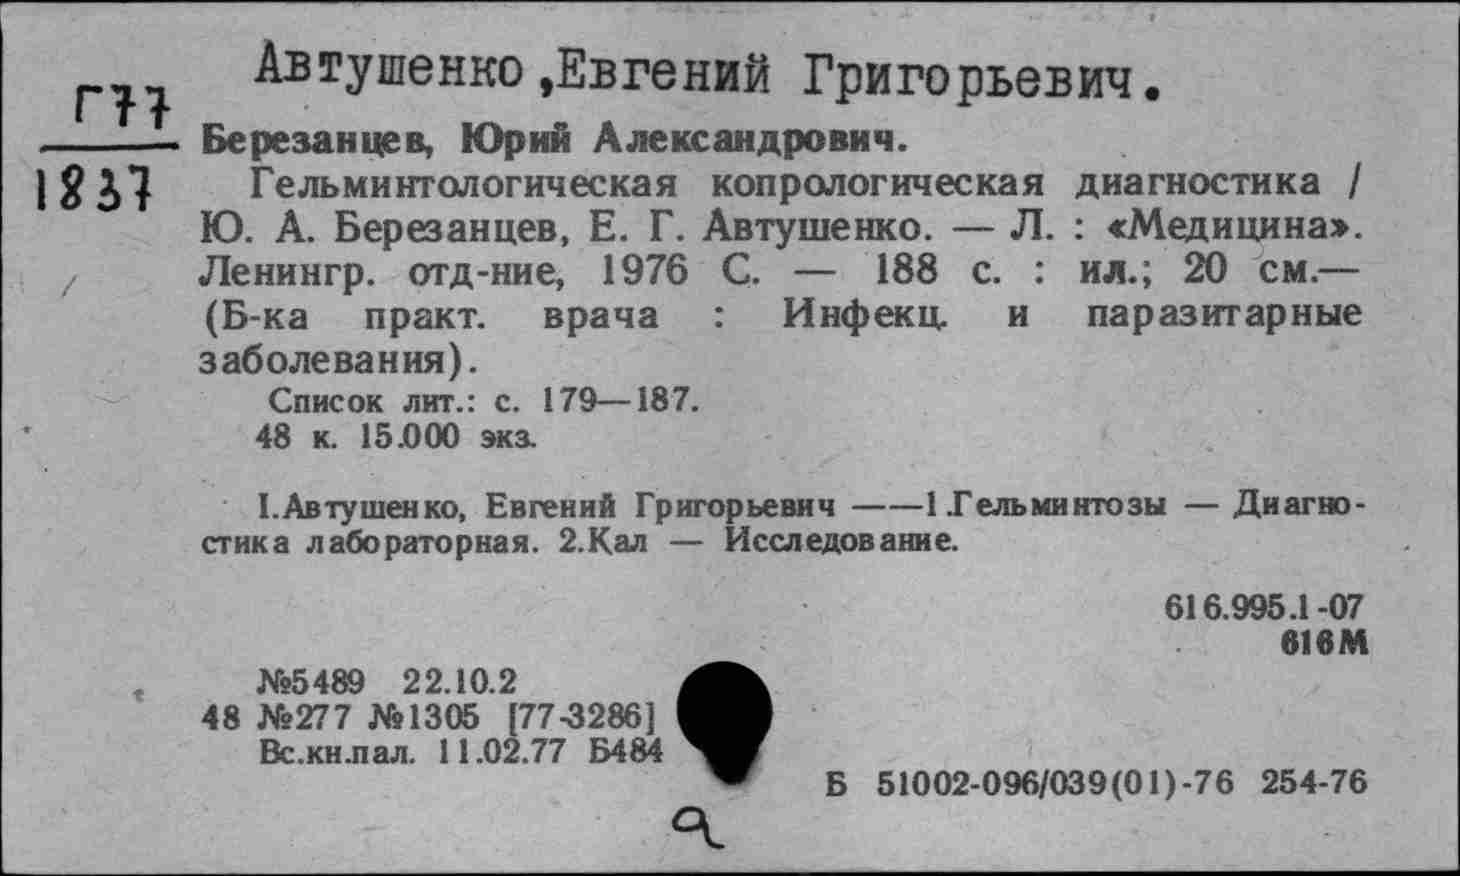 Автушенко,Евгений Григорьевич.
Г77
1837
Березанцев, Юрий Александрович.
Гельминтологическая копрологическая диагностика /
Ю. А. Березанцев, Е. Г. Автушенко. — Л. : «Медицина».
Ленингр. отд-ние, 1976 С. — 188 с. : ил.; 20 см.—
(Б-ка практ. врача : Инфекц. и паразитарные
заболевания).
Список лит.: с. 179—187.
48 к. 15.000 экз.
I.Автушенко, Евгений Григорьевич ——1.Гельминтозы — Диагно-
стика лабораторная. 2.Кал — Исследование.
616.995.1-07
616М
№5489 22.10.2
48 №277 №1305 [77-3286]
Вс.кн.пал. 11.02.77 Б484
Б 51002-096/039(01)-76 254-76